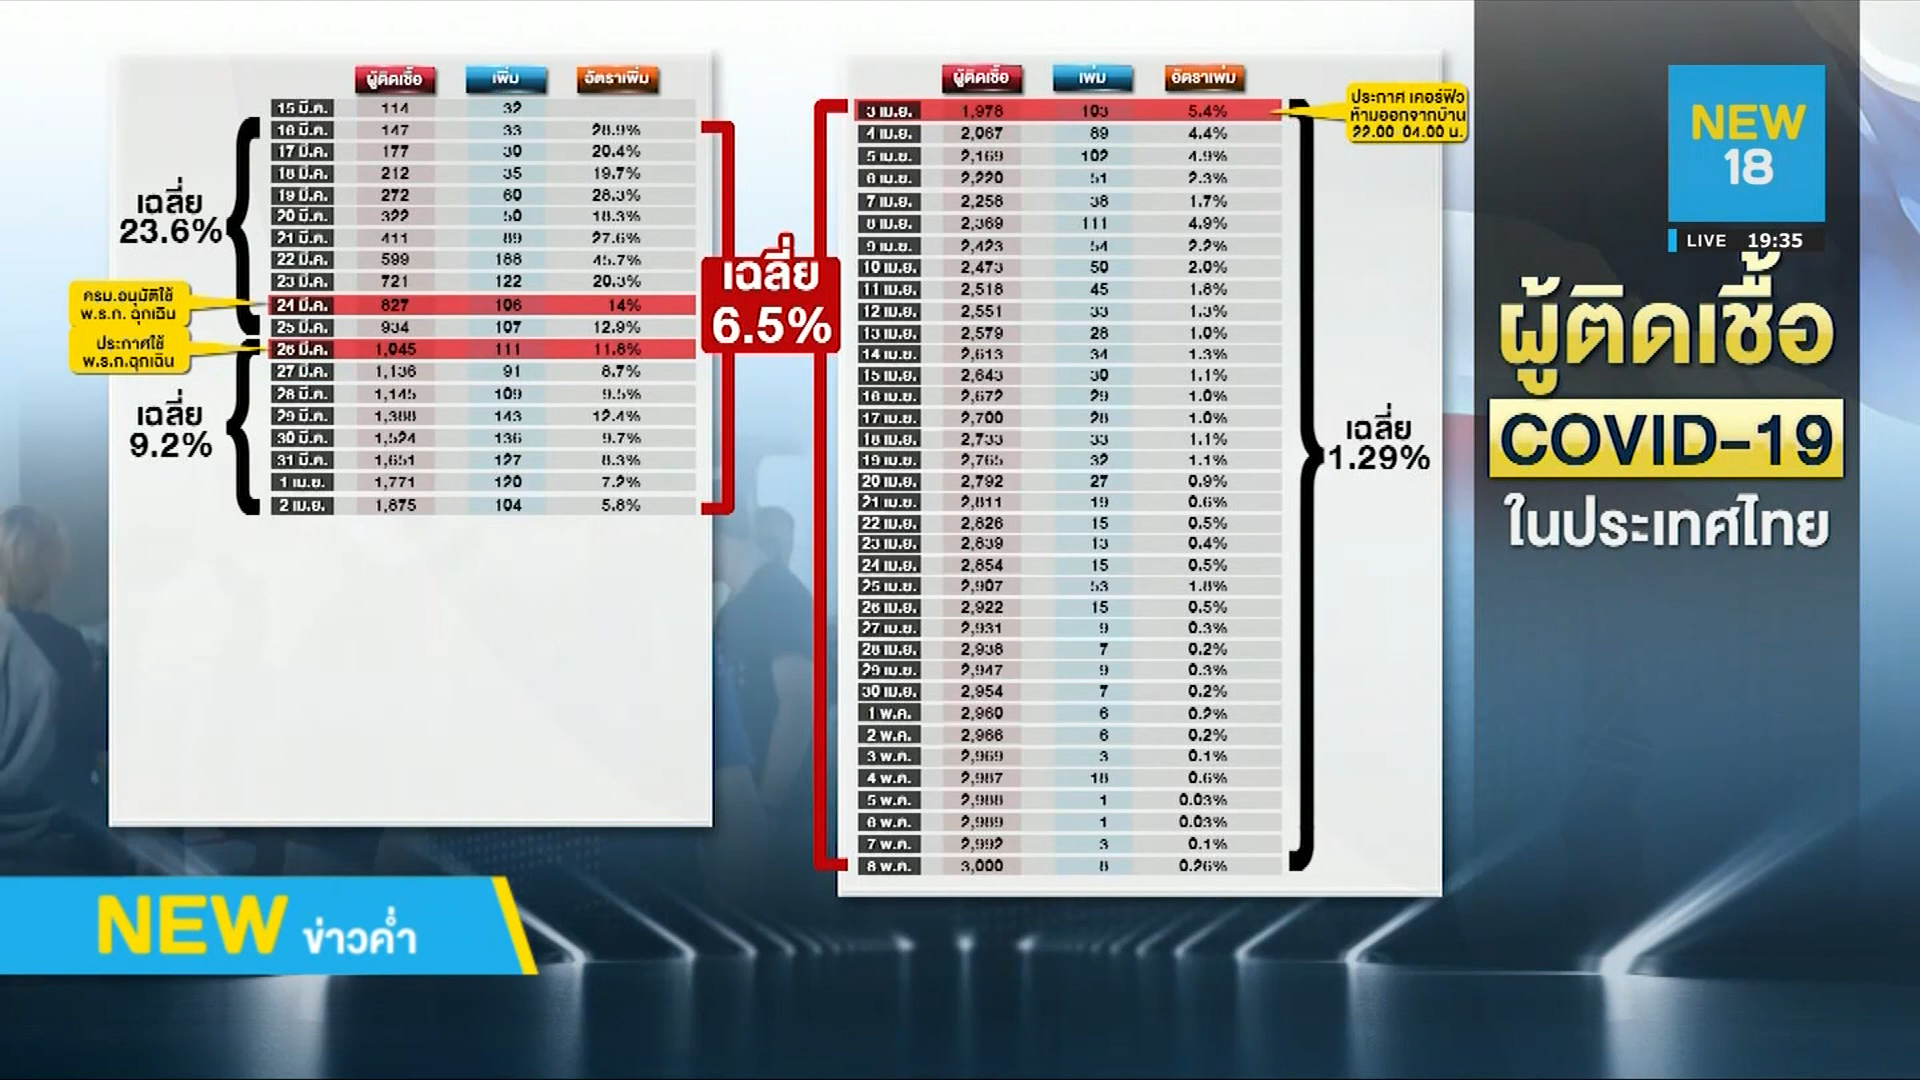 ผู้ติดเชื้อ เพิ่ม อัตราเพิ่ม
15 มี.ค. 114 32
16 มี.ค. 147 33 28.9%
17 มี.ค. 177 30 20.4%
18 มี.ค. 212 35 19.7%
19 มี.ค. 272 60 28.3%
20 มี.ค. 322 50 18.3%
21 มี.ค. 411 89 27.6%
22 มี.ค. 599 188 45.7%
23 มี.ค. 721 122 20.3%
24 มี.ค. 827 106 14%
25 มี.ค. 934 107 12.9%
26 มี.ค. 1,045 111 11.8%
27 มี.ค. 1,136 91 8.7%
28 มี.ค. 1,145 109 9.5%
29 มี.ค. 1,388 143 12.4%
30 มี.ค. 1,524 136 9.7%
31 มี.ค. 1,651 127 8.3%
1 เม.ย. 1,771 120 7.2%
2 เม.ย. 1,875 104 5.8%
เฉลี่ย
23.6%
ครม.อนุมัติใช้
พ.ร.ก. ฉุกเฉิน
ประกาศใช้
พ.ร.ก.ฉุกเฉิน
เฉลี่ย
9.2%
เฉลี่ย
6.5%
ผู้ติดเชื้อ เพิ่ม อัตราเพิ่ม
3 เม.ย. 1,978 103 5.4%
4 เม.ย. 2,067 89 4.4%
5 เม.ย. 2,169 102 4.9%
6 เม.ย. 2,220 51 2.3%
7 เม.ย. 2,258 38 1.7%
8 เม.ย. 2,369 111 4.9%
9 เม.ย. 2,423 54 2.2%
10 เม.ย. 2,473 50 2.0%
11 เม.ย. 2,518 45 1.8%
12 เม.ย. 2,551 33 1.3%
13 เม.ย. 2,579 28 1.0%
14 เม.ย. 2,613 34 1.3%
15 เม.ย. 2,643 30 1.1%
16 เม.ย. 2,672 29 1.0%
17 เม.ย. 2,700 28 1.0%
18 เม.ย. 2,733 33 1.1%
19 เม.ย. 2,765 32 1.1%
20 เม.ย. 2,792 27 0.9%
21 เม.ย. 2,811 19 0.6%
22 เม.ย. 2,826 15 0.5%
23 เม.ย. 2,839 13 0.4%
24 เม.ย. 2,854 15 0.5%
25 เม.ย. 2,907 53 1.8%
26 เม.ย. 2,922 15 0.5%
27 เม.ย. 2,931 9 0.3%
28 เม.ย. 2,938 7 0.2%
29 เม.ย. 2,947 9 0.3%
30 เม.ย. 2,954 7 0.2%
1 พ.ค. 2,960 6 0.2%
2 พ.ค. 2,966 6 0.2%
3 พ.ค. 2,969 3 0.1%
4 พ.ค. 2,987 18 0.6%
5 พ.ค. 2,988 1 0.03%
6 พ.ค. 2,989 1 0.03%
7 พ.ค. 2,992 3 0.1%
8 พ.ค. 3,000 8 0.26%
ประกาศ เคอร์ฟิว
ห้ามออกจากบ้าน
22.00-04.00 น.
เฉลี่ย
1.29%
NEW
18
LIVE 19:35
ผู้ติดเชื้อ
COVID-19
ในประเทศไทย
NEW ข่าวค่ำ